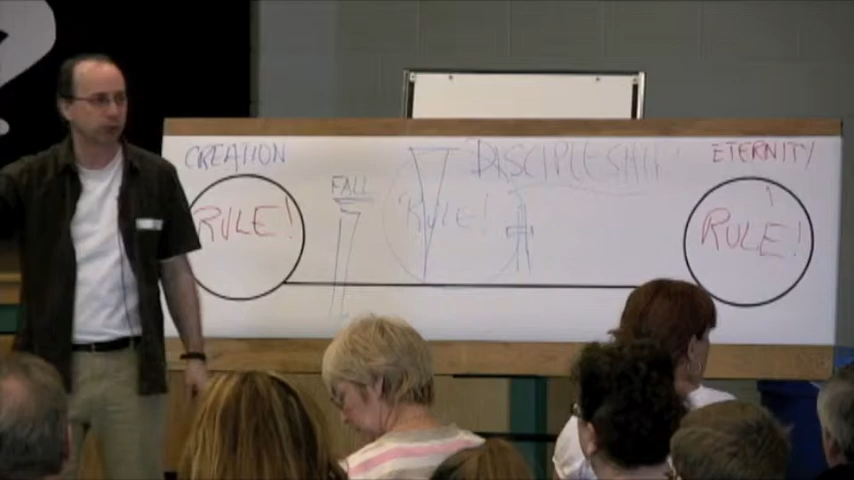 CREATION
DISCIPLESHIP
ETERNITY
FALL
RULE!
RULE!
RULE!